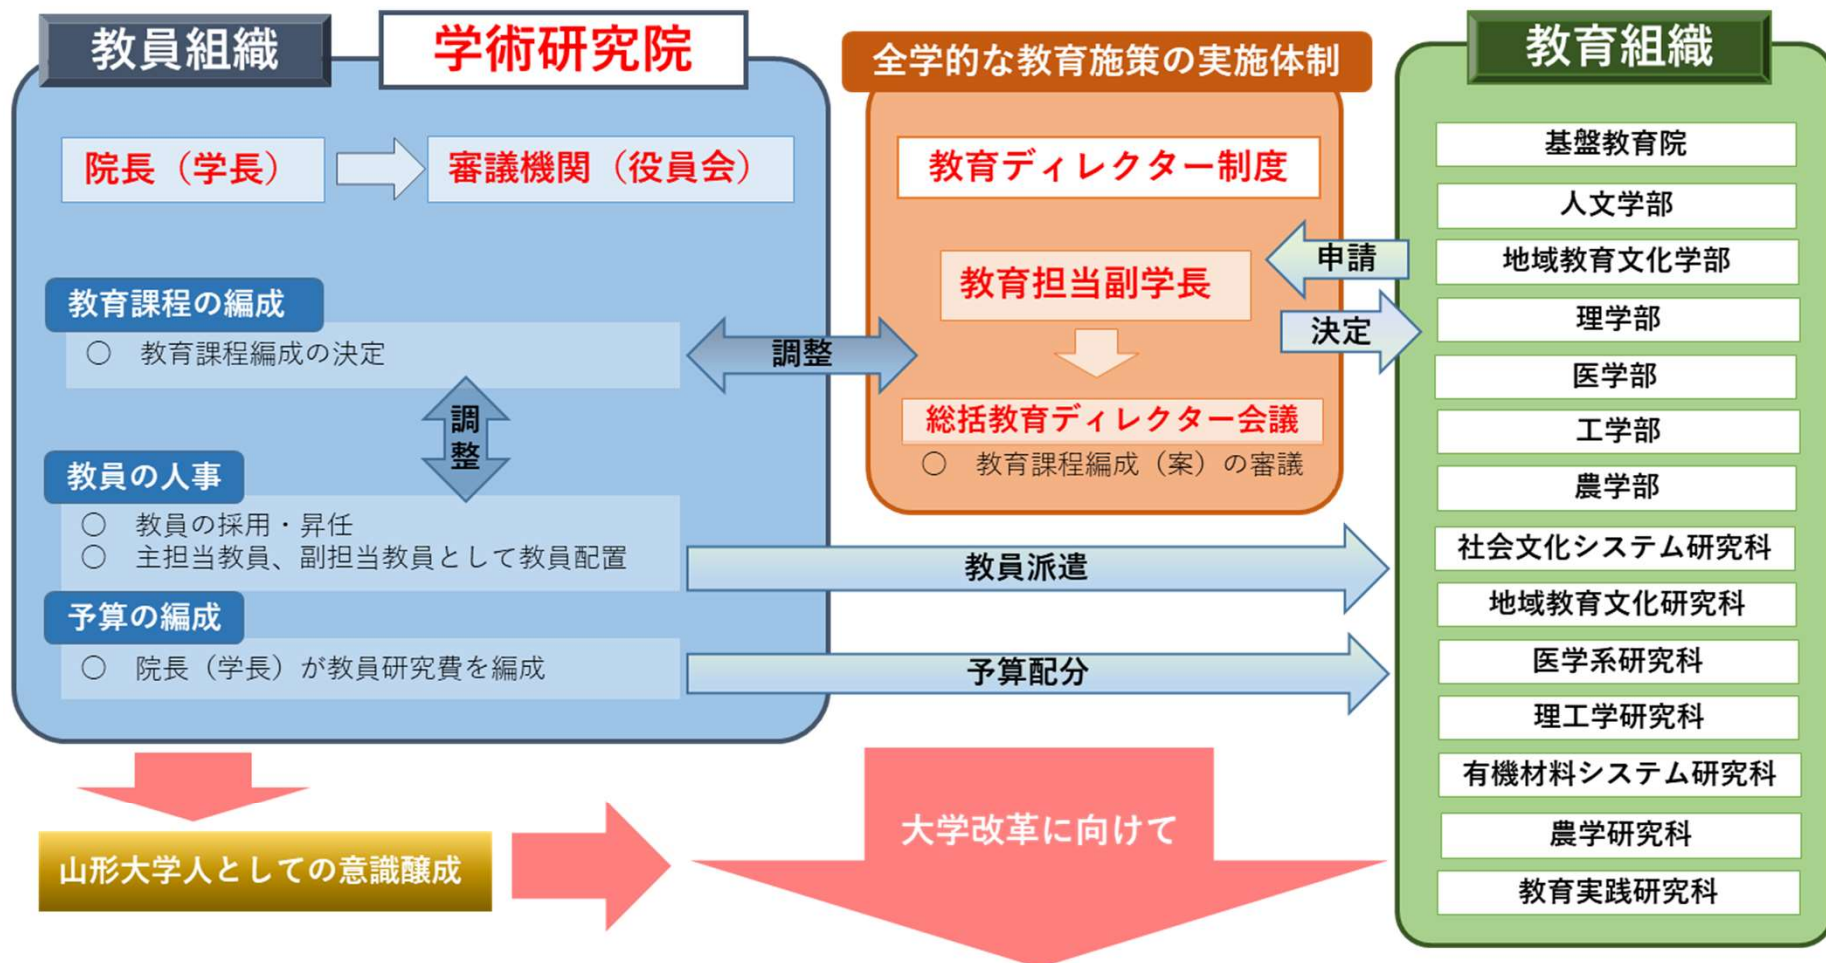 教員組織
学術研究院
院長（学長）
審議機関（役員会）
教育課程の編成
○ 教育課程編成の決定
調整
教員の人事
○ 教員の採用・昇任
○ 主担当教員、副担当教員として教員配置
予算の編成
○ 院長（学長）が教員研究費を編成
調整
全学的な教育施策の実施体制
教育ディレクター制度
教育担当副学長
総括教育ディレクター会議
○ 教育課程編成（案）の審議
申請
決定
教員派遣
予算配分
教育組織
基盤教育院
人文学部
地域教育文化学部
理学部
医学部
工学部
農学部
社会文化システム研究科
地域教育文化研究科
医学系研究科
理工学研究科
有機材料システム研究科
農学研究科
教育実践研究科
山形大学人としての意識醸成
大学改革に向けて